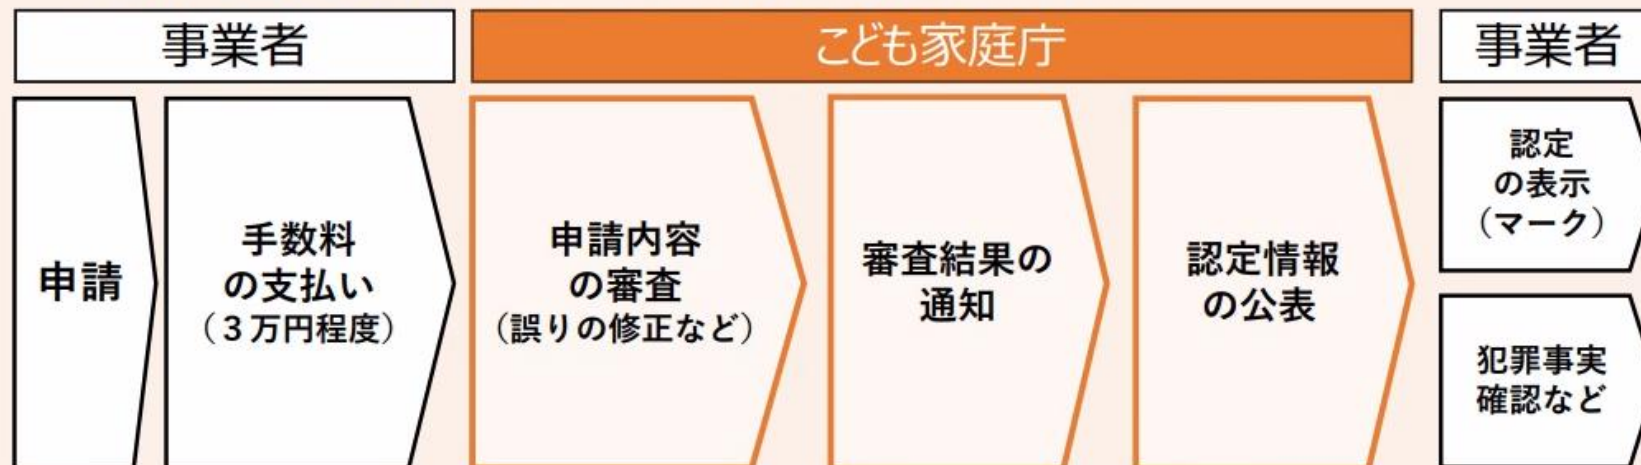 事業者
こども家庭庁
事業者
申請
手数料
の支払い
（３万円程度）
申請内容
の審査
（誤りの修正など）
審査結果の
通知
認定情報
の公表
認定
の表示
（マーク）
犯罪事実
確認など